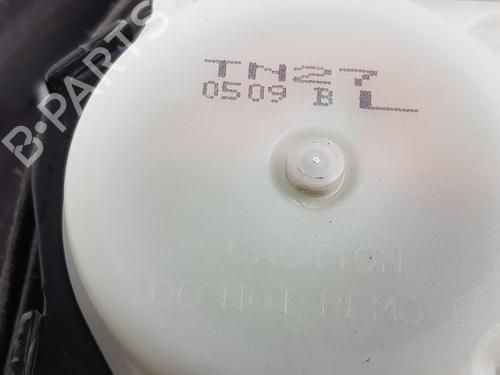 TN27
0509 B L
CAUTION
DO NOT REMOVE
B-PARTS